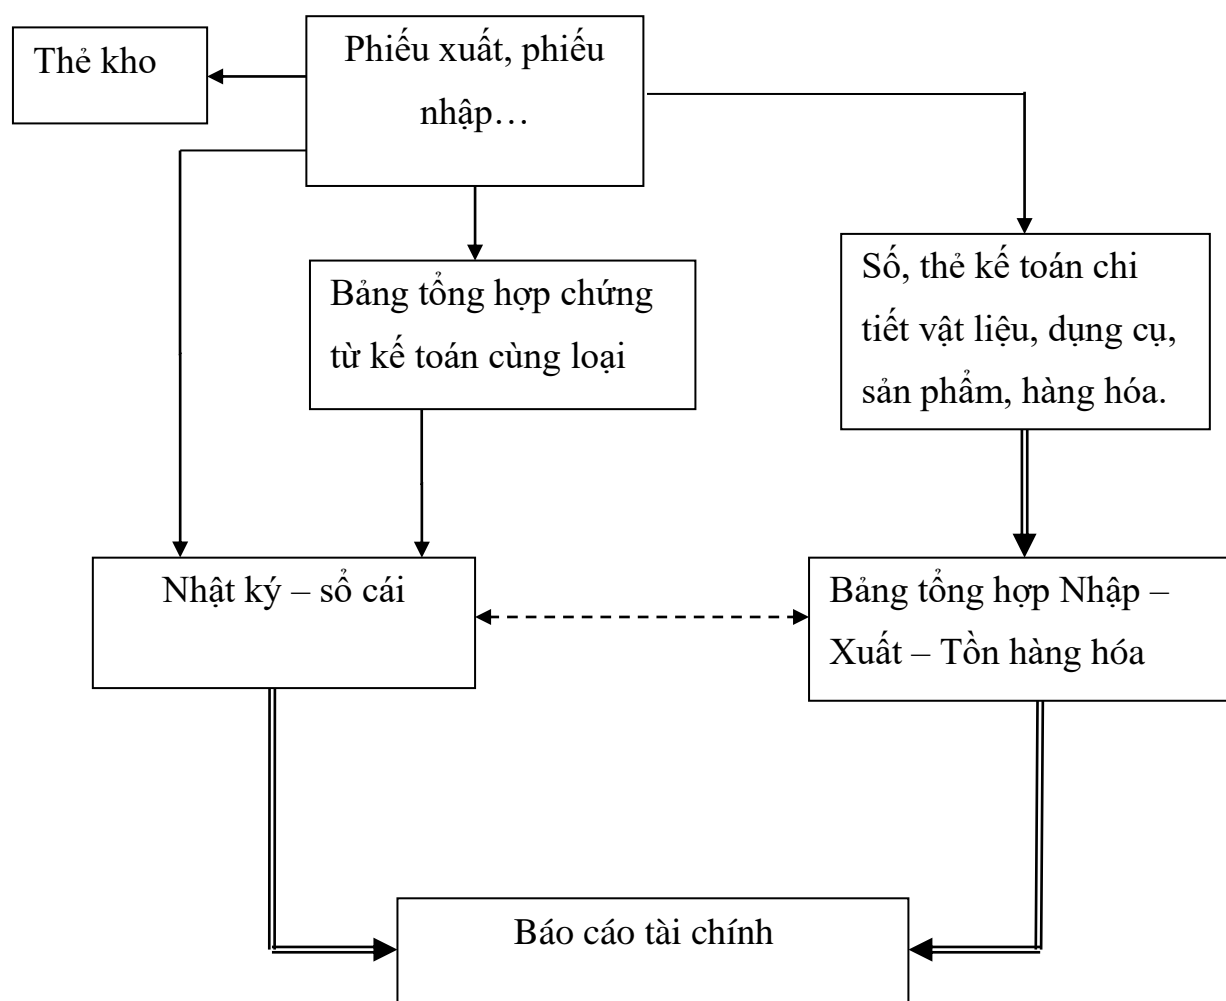 Thẻ kho
Phiếu xuất, phiếu
nhập…
Bảng tổng hợp chứng
từ kế toán cùng loại
Số, thẻ kế toán chi
tiết vật liệu, dụng cụ,
sản phẩm, hàng hóa.
Nhật ký – sổ cái
Bảng tổng hợp Nhập –
Xuất – Tồn hàng hóa
Báo cáo tài chính